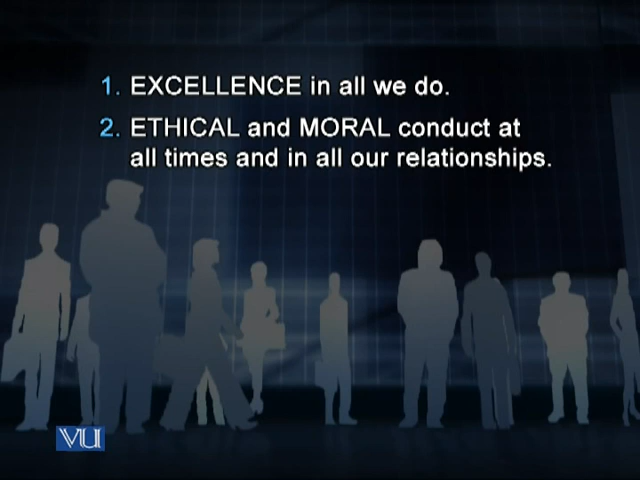 1. EXCELLENCE in all we do.
2. ETHICAL and MORAL conduct at
all times and in all our relationships.
VU